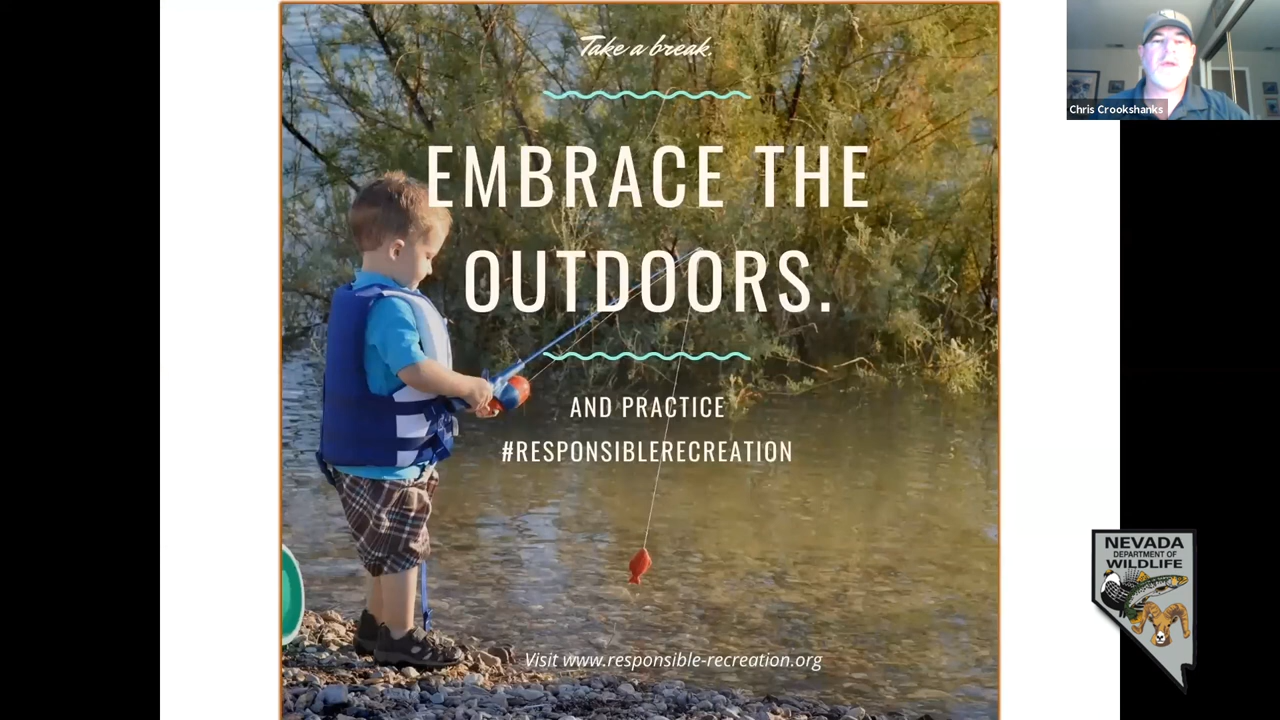 Take a break.
EMBRACE THE
OUTDOORS.
AND PRACTICE
#RESPONSIBLERECREATION
Visit www.responsible-recreation.org
Chris Crookshanks
NEVADA
DEPARTMENT OF
WILDLIFE